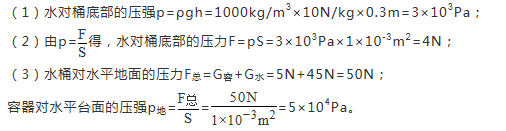 (1)水对桶底部的压强p=ρgh=1000kg/m³×10N/kg×0.3m=3×10³Pa;
(2)由p=F/S得,水对桶底部的压力F=pS=3×10³Pa×1×10⁻³m²=4N;
(3)水桶对水平地面的压力F总=G容+G水=5N+45N=50N;
容器对水平台面的压强p地=F总/S=50N/1×10⁻³m²=5×10⁴Pa。